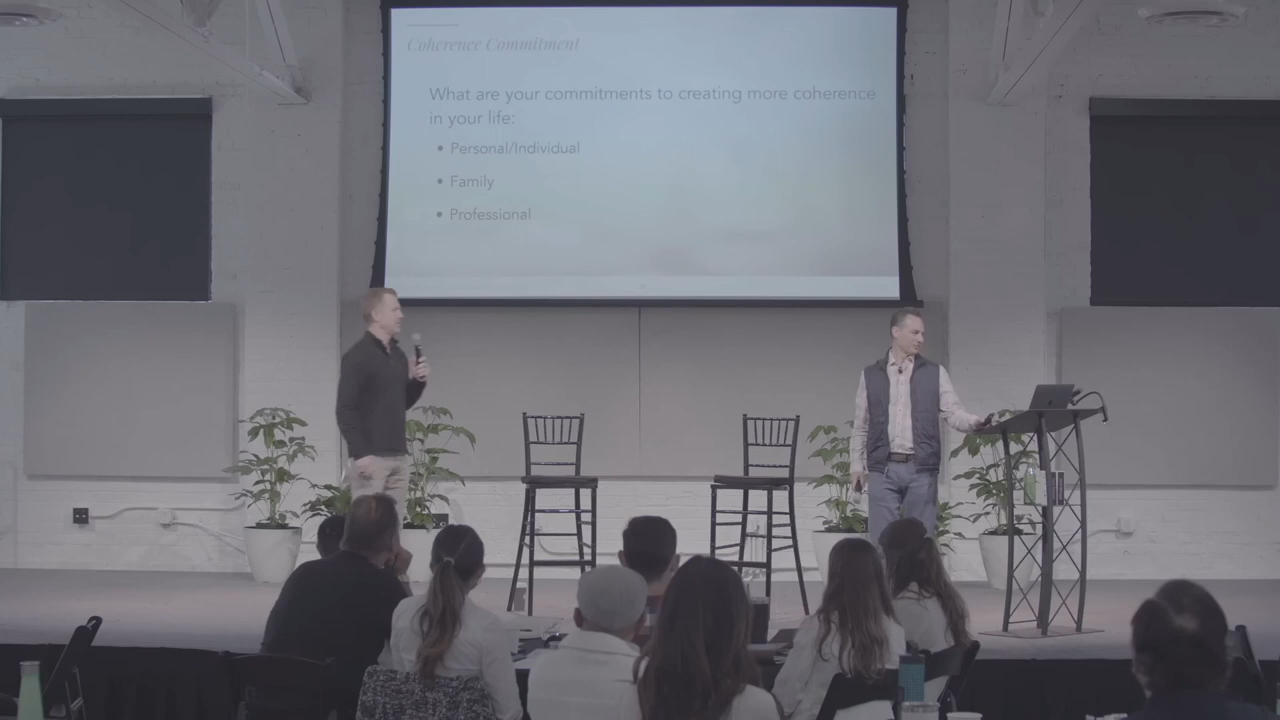 Coherence Commitment
What are your commitments to creating more coherence
in your life:
• Personal/Individual
• Family
• Professional